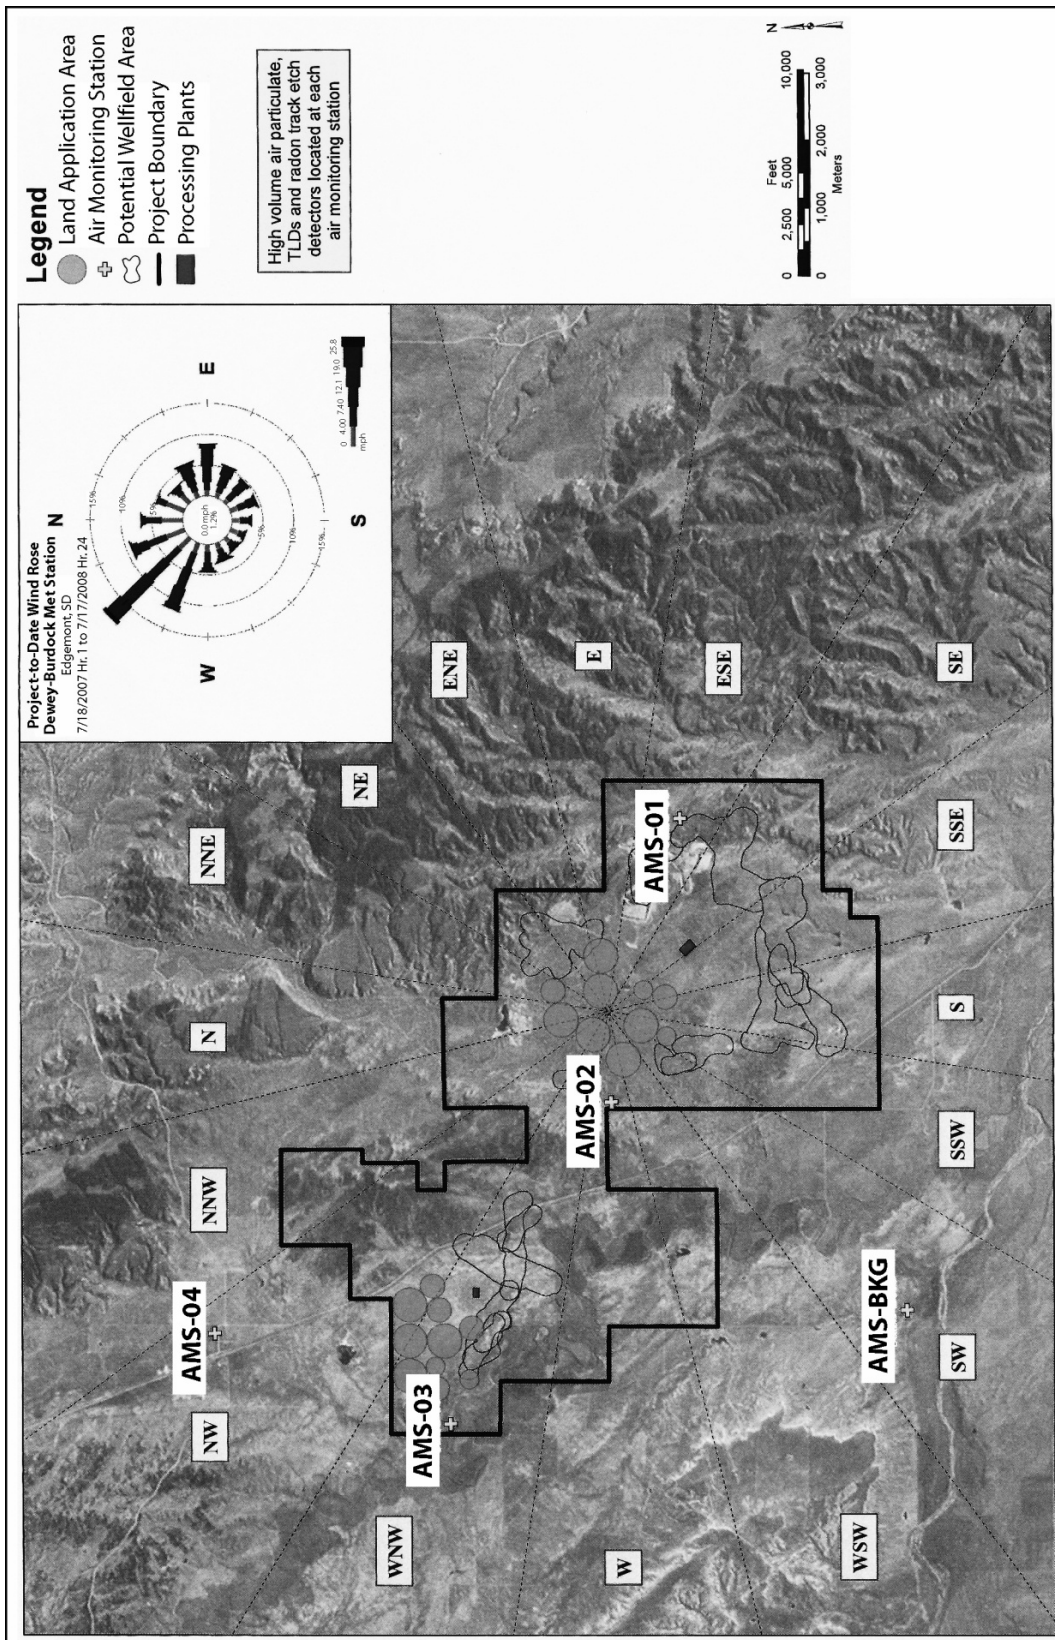 Legend
Land Application Area
Air Monitoring Station
Potential Wellfield Area
Project Boundary
Processing Plants
High volume air particulate,
TLDs and radon track etch
detectors located at each
air monitoring station
N
Feet
0 2,500 5,000 10,000
0 1,000 2,000 3,000
Meters
Project-to-Date Wind Rose
Dewey-Burdock Met Station
Edgemont, SD
7/18/2007 Hr. 1 to 7/17/2008 Hr. 24
N
15%
10%
5%
W
0.0 mph
1.2%
E
5%
10%
15%
S
0 4.00 7.40 12.1 19.0 25.8
mph
NW
NNW
N
NNE
NE
ENE
E
ESE
SE
SSE
S
SSW
SW
WSW
W
WNW
AMS-04
AMS-03
AMS-02
AMS-01
AMS-BKG